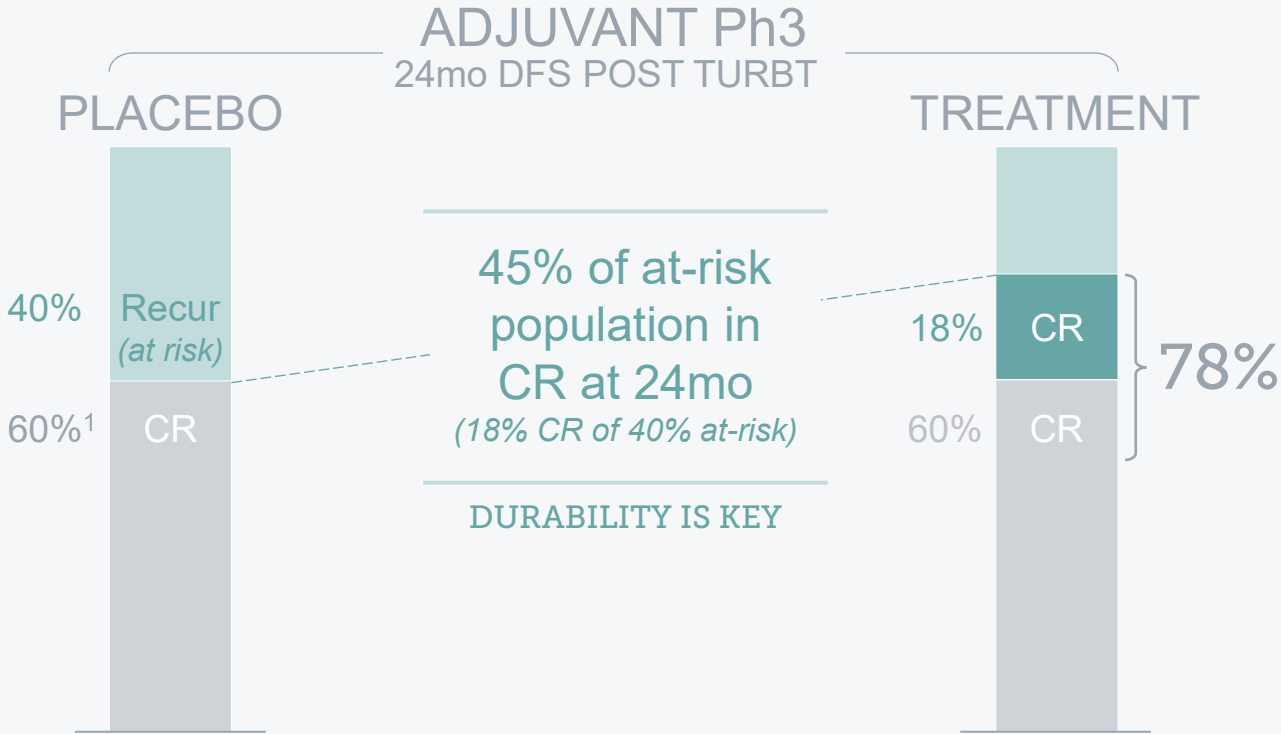 ADJUVANT Ph3
24mo DFS POST TURBT
PLACEBO
TREATMENT
40%
Recur
(at risk)
60%¹
CR
45% of at-risk
population in
CR at 24mo
(18% CR of 40% at-risk)
DURABILITY IS KEY
18%
CR
60%
CR
78%